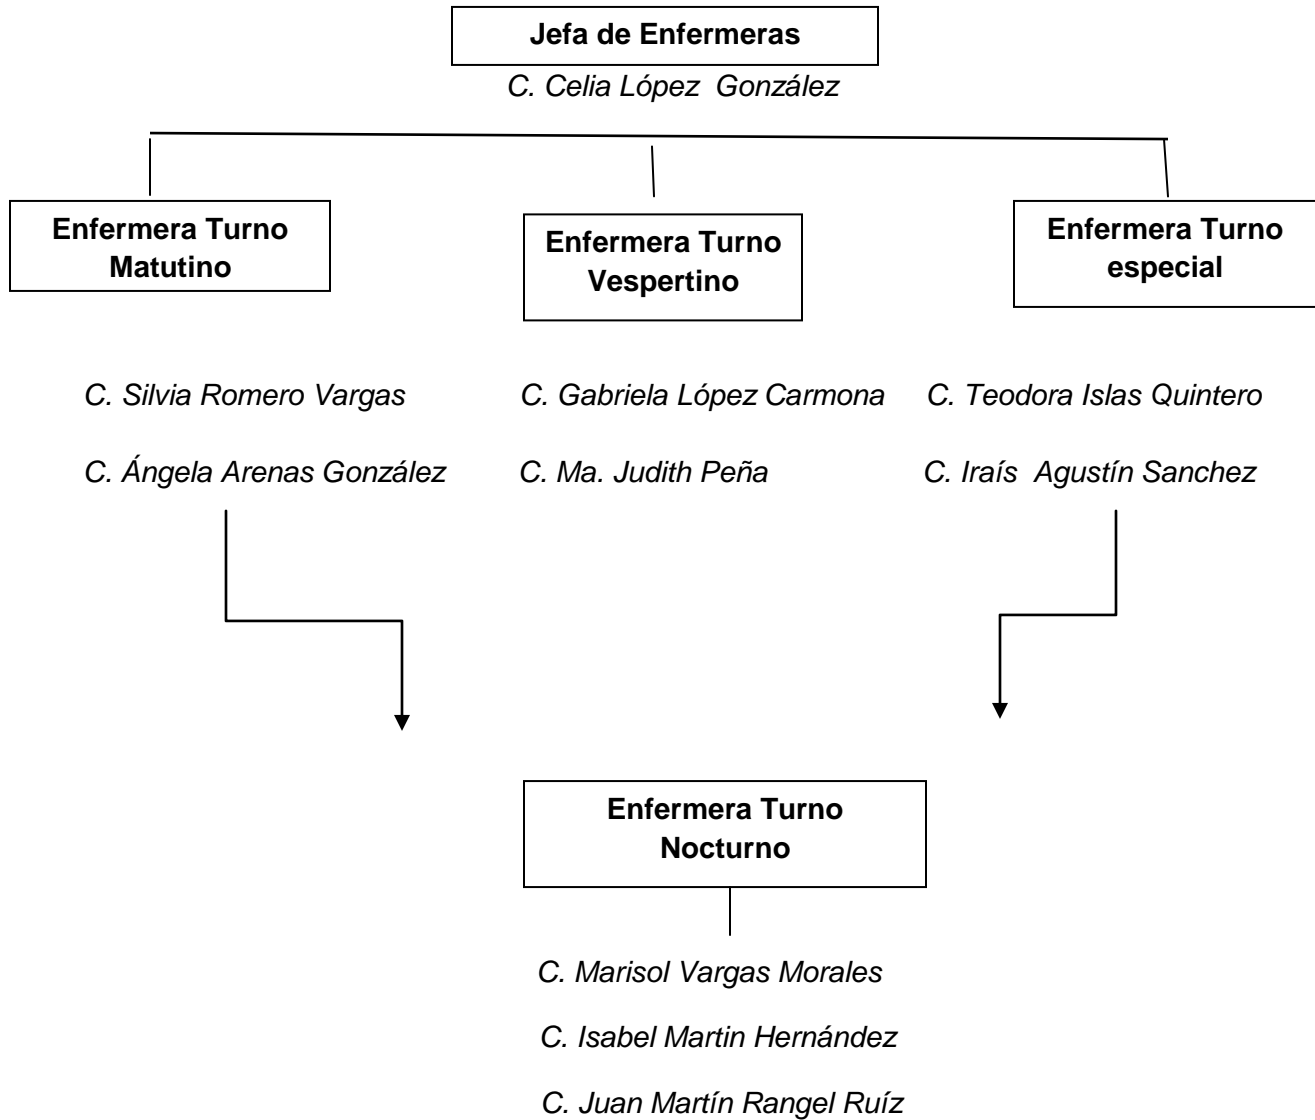 Jefa de Enfermeras
C. Celia López  González
Enfermera Turno
Matutino
Enfermera Turno
Vespertino
Enfermera Turno
especial
C. Silvia Romero Vargas
C. Gabriela López Carmona
C. Teodora Islas Quintero
C. Ángela Arenas González
C. Ma. Judith Peña
C. Iraís  Agustín Sanchez
Enfermera Turno
Nocturno
C. Marisol Vargas Morales
C. Isabel Martin Hernández
C. Juan Martín Rangel Ruíz